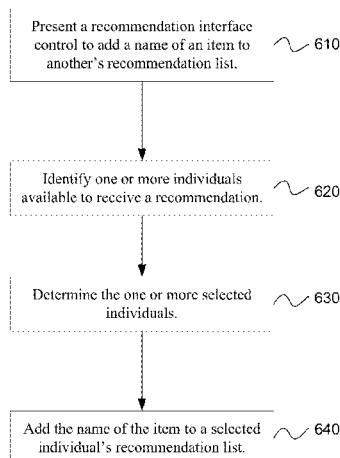 Present a recommendation interface
control to add a name of an item to
another's recommendation list.
610
Identify one or more individuals
available to receive a recommendation.
620
Determine the one or more selected
individuals.
630
Add the name of the item to a selected
individual's recommendation list.
640